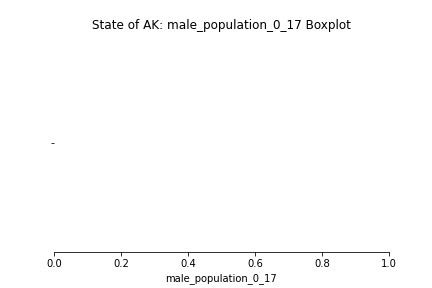 State of AK: male_population_0_17 Boxplot
-
0.0 0.2 0.4 0.6 0.8 1.0
male_population_0_17